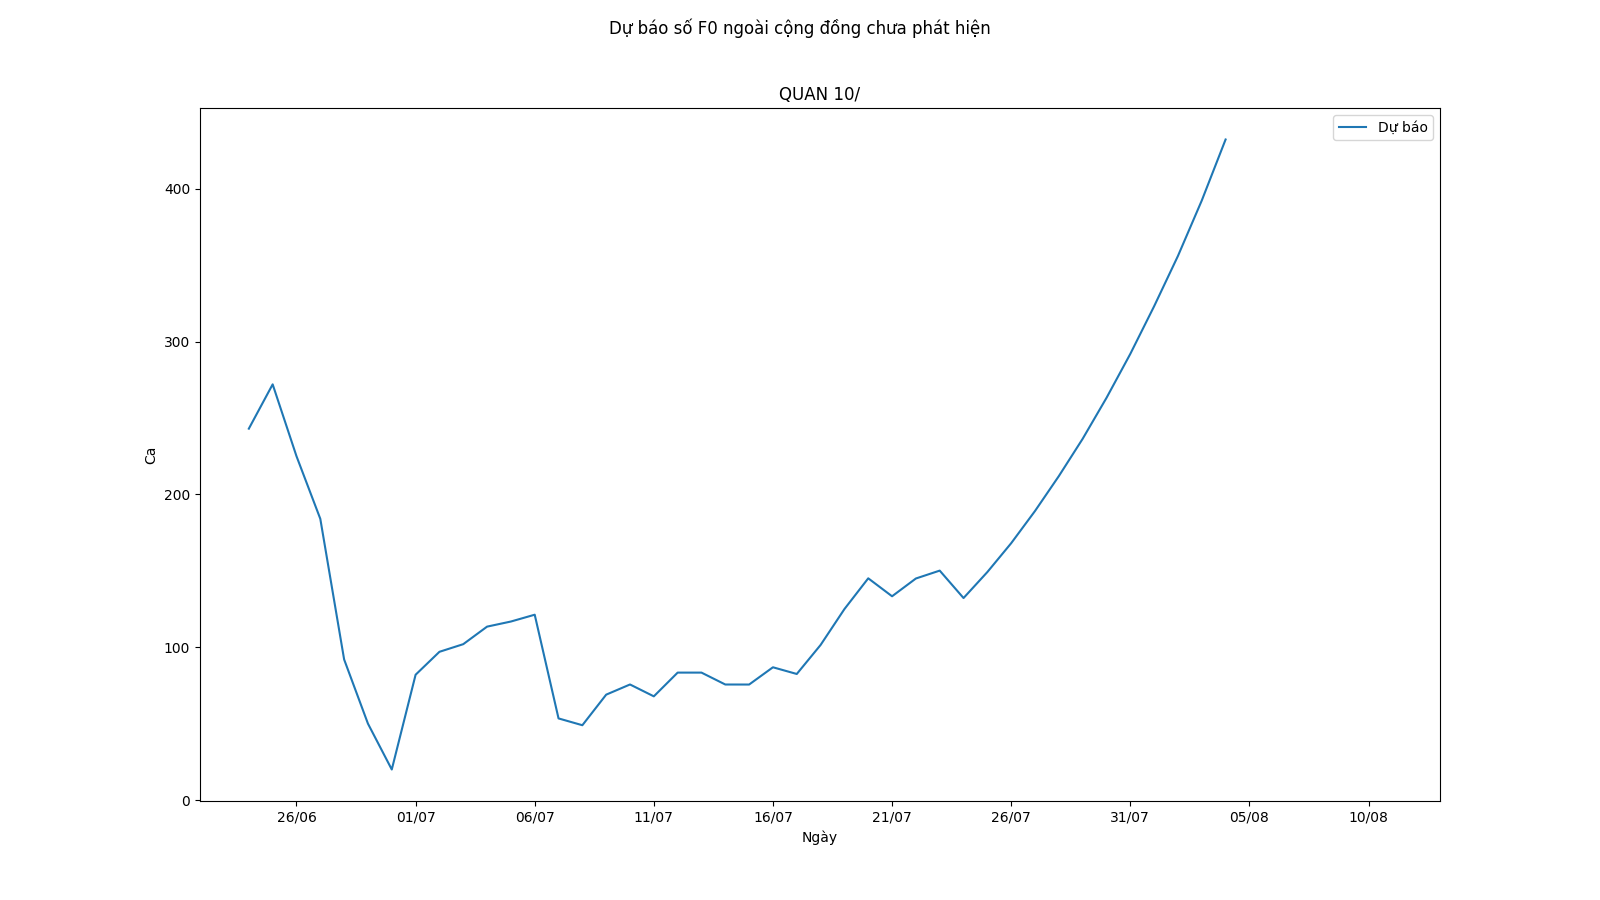 Dự báo số F0 ngoài cộng đồng chưa phát hiện
QUAN 10/
Dự báo
400
300
200
100
0
Ca
26/06 01/07 06/07 11/07 16/07 21/07 26/07 31/07 05/08 10/08
Ngày